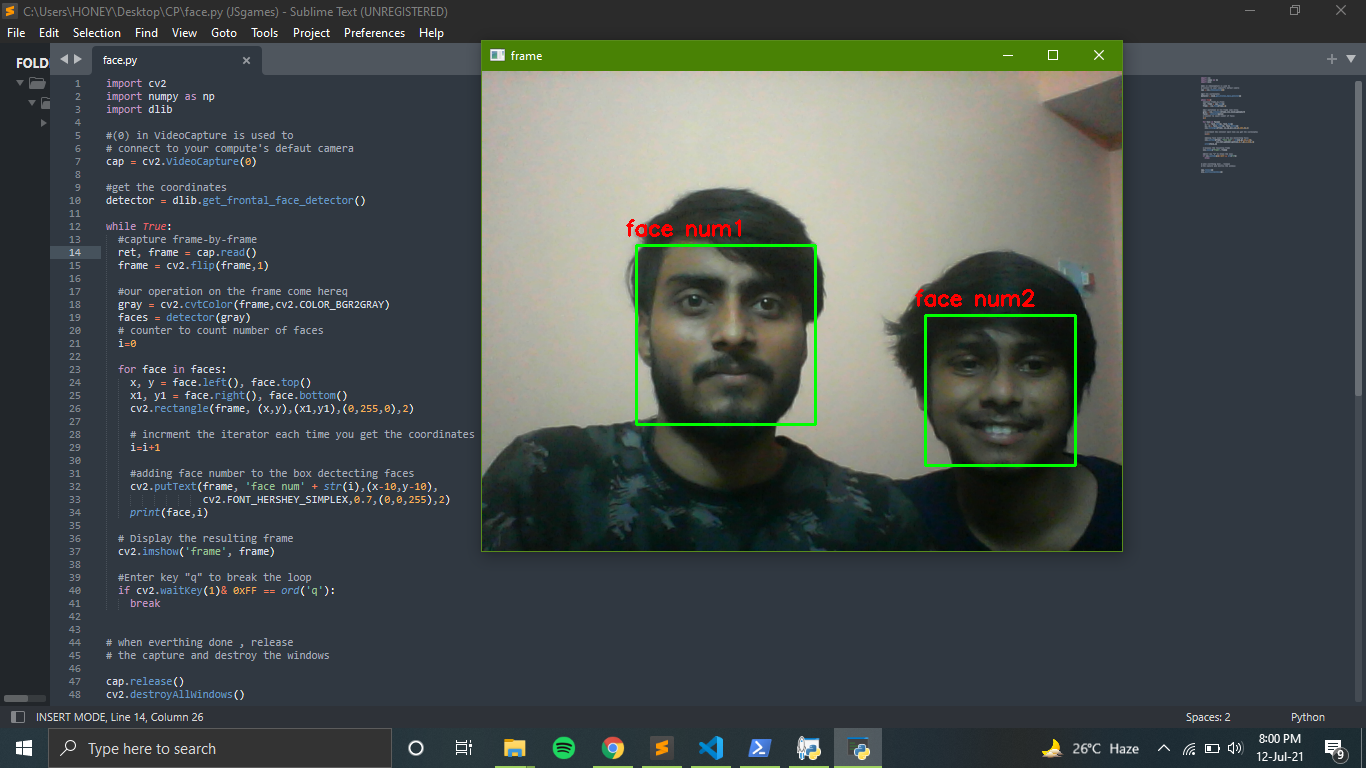 C:\Users\HONEY\Desktop\CP\face.py (JSgames) - Sublime Text (UNREGISTERED)
File Edit Selection Find View Goto Tools Project Preferences Help
FOLD
face.py
1 import cv2
2 import numpy as np
3 import dlib
4
5 #(0) in VideoCapture is used to
6 # connect to your compute's defaut camera
7 cap = cv2.VideoCapture(0)
8
9 #get the coordinates
10 detector = dlib.get_frontal_face_detector()
11
12 while True:
13 #capture frame-by-frame
14 ret, frame = cap.read()
15 frame = cv2.flip(frame,1)
16
17 #our operation on the frame come hereq
18 gray = cv2.cvtColor(frame,cv2.COLOR_BGR2GRAY)
19 faces = detector(gray)
20 # counter to count number of faces
21 i=0
22
23 for face in faces:
24 x, y = face.left(), face.top()
25 x1, y1 = face.right(), face.bottom()
26 cv2.rectangle(frame, (x,y),(x1,y1),(0,255,0),2)
27
28 # incrment the iterator each time you get the coordinates
29 i=i+1
30
31 #adding face number to the box dectecting faces
32 cv2.putText(frame, 'face num' + str(i),(x-10,y-10),
33 cv2.FONT_HERSHEY_SIMPLEX,0.7,(0,0,255),2)
34 print(face,i)
35
36 # Display the resulting frame
37 cv2.imshow('frame', frame)
38
39 #Enter key "q" to break the loop
40 if cv2.waitKey(1)& 0xFF == ord('q'):
41 break
42
43
44 # when everthing done , release
45 # the capture and destroy the windows
46
47 cap.release()
48 cv2.destroyAllWindows()
frame
face num1
face num2
INSERT MODE, Line 14, Column 26
Spaces: 2
Python
Type here to search
26°C Haze
8:00 PM
12-Jul-21
9